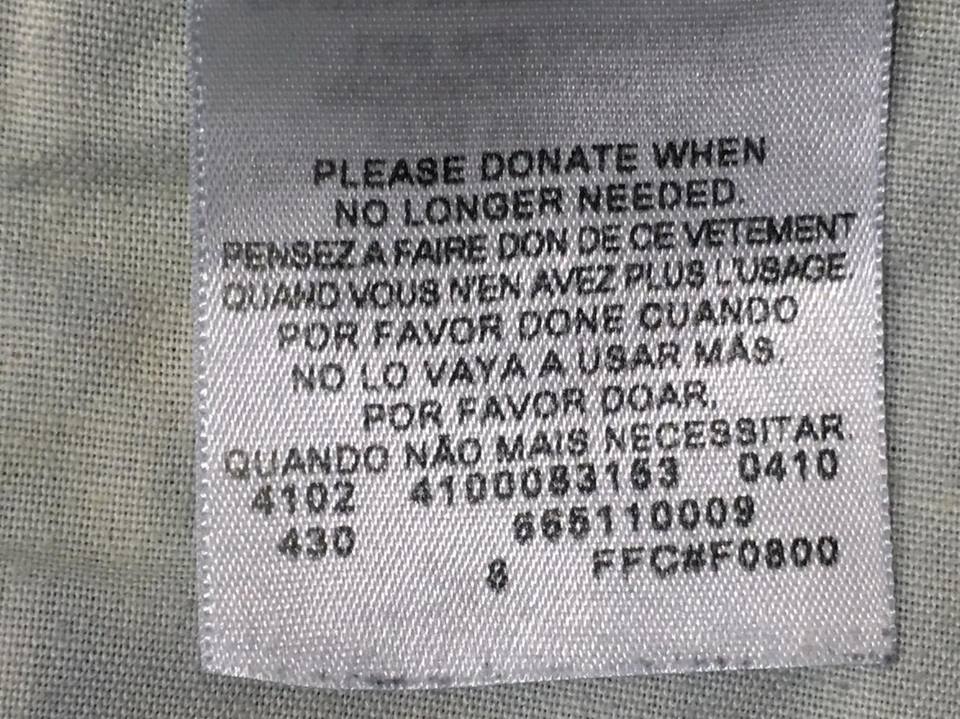 PLEASE DONATE WHEN
NO LONGER NEEDED.
PENSEZ A FAIRE DON DE CE VETEMENT
QUAND VOUS N'EN AVEZ PLUS L'USAGE.
POR FAVOR DONE CUANDO
NO LO VAYA A USAR MÁS.
POR FAVOR DOAR,
QUANDO NÃO MAIS NECESSITAR.
4102 41000083153 0410
430 665110009
8 FFC#F0800